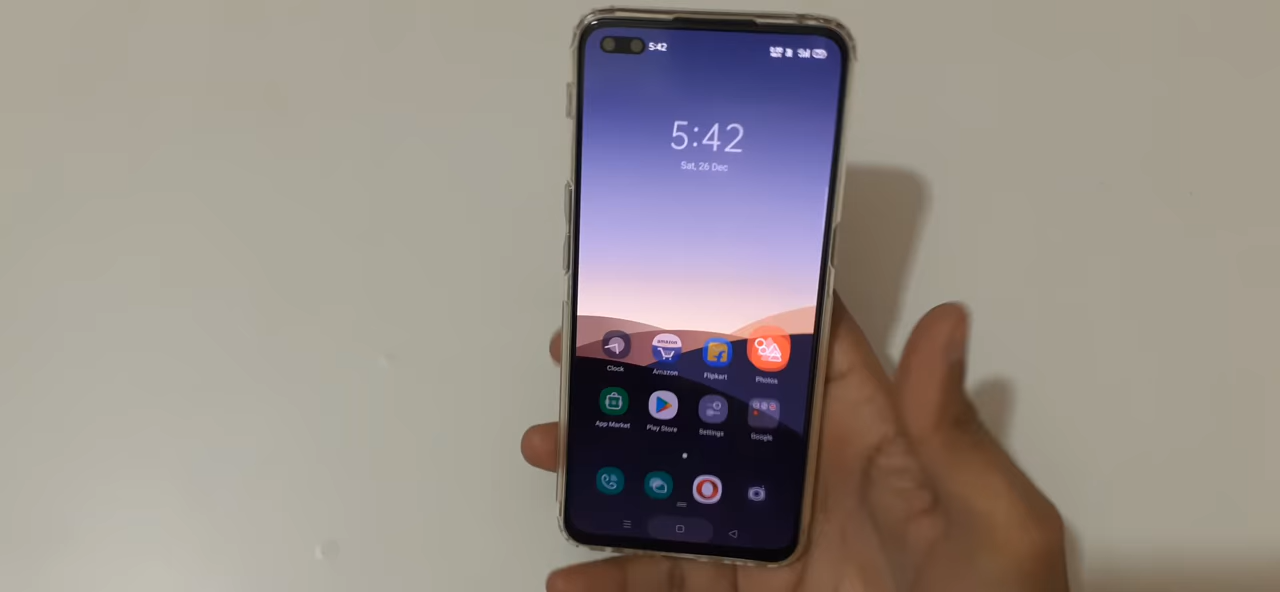 5:42
5:42
Sat, 26 Dec
amazon
Clock
Amazon
Flipkart
Photos
App Market
Play Store
Settings
Google